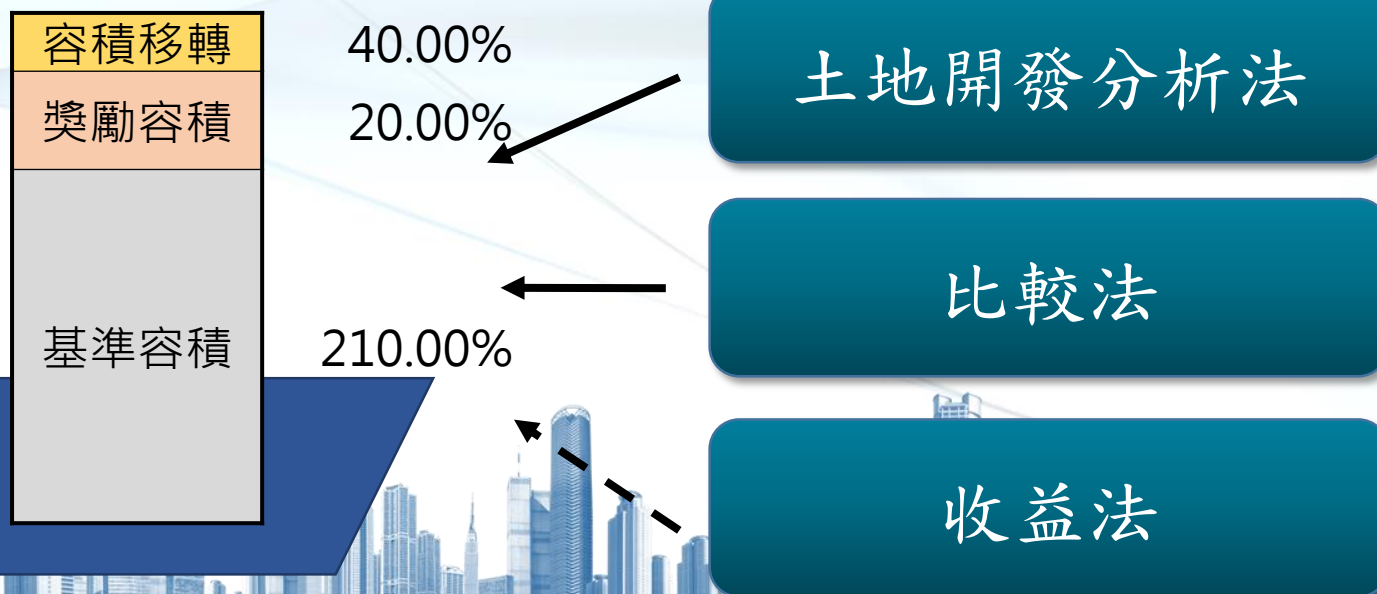 容積移轉 40.00%
獎勵容積 20.00%
基準容積 210.00%
土地開發分析法
比較法
收益法